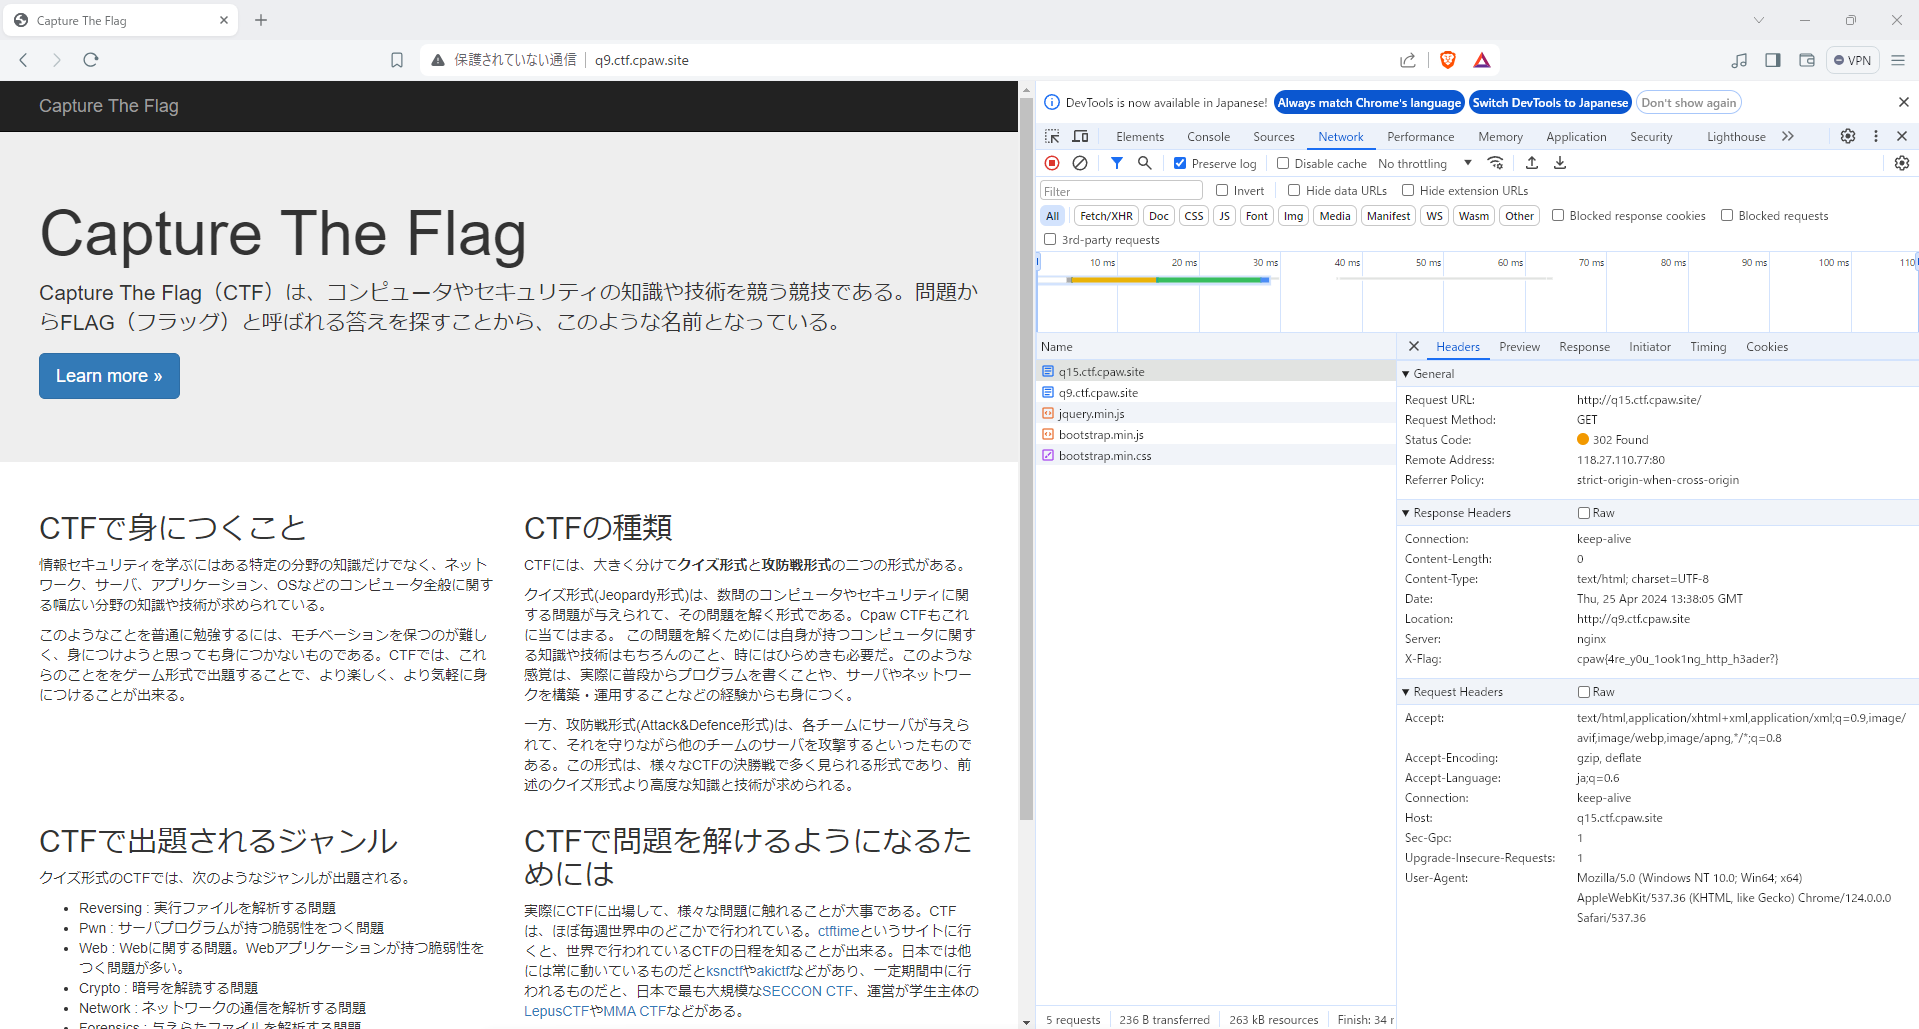 Capture The Flag
保護されていない通信
q9.ctf.cpaw.site
VPN
Capture The Flag
Capture The Flag
Capture The Flag（CTF）は、コンピュータやセキュリティの知識や技術を競う競技である。問題か
らFLAG（フラッグ）と呼ばれる答えを探すことから、このような名前となっている。
Learn more »
CTFで身につくこと
情報セキュリティを学ぶにはある特定の分野の知識だけでなく、ネット
ワーク、サーバ、アプリケーション、OSなどのコンピュータ全般に関す
る幅広い分野の知識や技術が求められている。
このようなことを普通に勉強するには、モチベーションを保つのが難し
く、身につけようと思っても身につかないものである。CTFでは、これ
らのことををゲーム形式で出題することで、より楽しく、より気軽に身
につけることが出来る。
CTFの種類
CTFには、大きく分けてクイズ形式と攻防戦形式の二つの形式がある。
クイズ形式(Jeopardy形式)は、数問のコンピュータやセキュリティに関
する問題が与えられて、その問題を解く形式である。Cpaw CTFもこれ
に当てはまる。 この問題を解くためには自身が持つコンピュータに関す
る知識や技術はもちろんのこと、時にはひらめきも必要だ。このような
感覚は、実際に普段からプログラムを書くことや、サーバやネットワー
クを構築・運用することなどの経験からも身につく。
一方、攻防戦形式(Attack&Defence形式)は、各チームにサーバが与えら
れて、それを守りながら他のチームのサーバを攻撃するといったもので
ある。この形式は、様々なCTFの決勝戦で多く見られる形式であり、前
述のクイズ形式より高度な知識と技術が求められる。
CTFで出題されるジャンル
クイズ形式のCTFでは、次のようなジャンルが出題される。
• Reversing : 実行ファイルを解析する問題
• Pwn : サーバプログラムが持つ脆弱性をつく問題
• Web : Webに関する問題。Webアプリケーションが持つ脆弱性を
つく問題が多い。
• Crypto : 暗号を解読する問題
• Network : ネットワークの通信を解析する問題
• Forensics : 与えらたファイルを解析する問題
CTFで問題を解けるようになるた
めには
実際にCTFに出場して、様々な問題に触れることが大事である。CTF
は、ほぼ毎週世界中のどこかで行われている。ctftimeというサイトに行
くと、世界で行われているCTFの日程を知ることが出来る。日本では他
には常に動いているものだとksnctfやakictfなどがあり、一定期間中に行
われるものだと、日本で最も大規模なSECCON CTF、運営が学生主体の
LepusCTFやMMA CTFなどがある。
DevTools is now available in Japanese!
Always match Chrome's language
Switch DevTools to Japanese
Don't show again
Elements
Console
Sources
Network
Performance
Memory
Application
Security
Lighthouse
Preserve log
Disable cache
No throttling
Filter
Invert
Hide data URLs
Hide extension URLs
All
Fetch/XHR
Doc
CSS
JS
Font
Img
Media
Manifest
WS
Wasm
Other
Blocked response cookies
Blocked requests
3rd-party requests
10 ms
20 ms
30 ms
40 ms
50 ms
60 ms
70 ms
80 ms
90 ms
100 ms
110
Name
q15.ctf.cpaw.site
q9.ctf.cpaw.site
jquery.min.js
bootstrap.min.js
bootstrap.min.css
Headers
Preview
Response
Initiator
Timing
Cookies
General
Request URL: http://q15.ctf.cpaw.site/
Request Method: GET
Status Code: 302 Found
Remote Address: 118.27.110.77:80
Referrer Policy: strict-origin-when-cross-origin
Response Headers
Raw
Connection: keep-alive
Content-Length: 0
Content-Type: text/html; charset=UTF-8
Date: Thu, 25 Apr 2024 13:38:05 GMT
Location: http://q9.ctf.cpaw.site
Server: nginx
X-Flag: cpaw{4re_y0u_1ook1ng_http_h3ader?}
Request Headers
Raw
Accept: text/html,application/xhtml+xml,application/xml;q=0.9,image/
avif,image/webp,image/apng,*/*;q=0.8
Accept-Encoding: gzip, deflate
Accept-Language: ja;q=0.6
Connection: keep-alive
Host: q15.ctf.cpaw.site
Sec-Gpc: 1
Upgrade-Insecure-Requests: 1
User-Agent: Mozilla/5.0 (Windows NT 10.0; Win64; x64)
AppleWebKit/537.36 (KHTML, like Gecko) Chrome/124.0.0.0
Safari/537.36
5 requests
236 B transferred
263 kB resources
Finish: 34 r